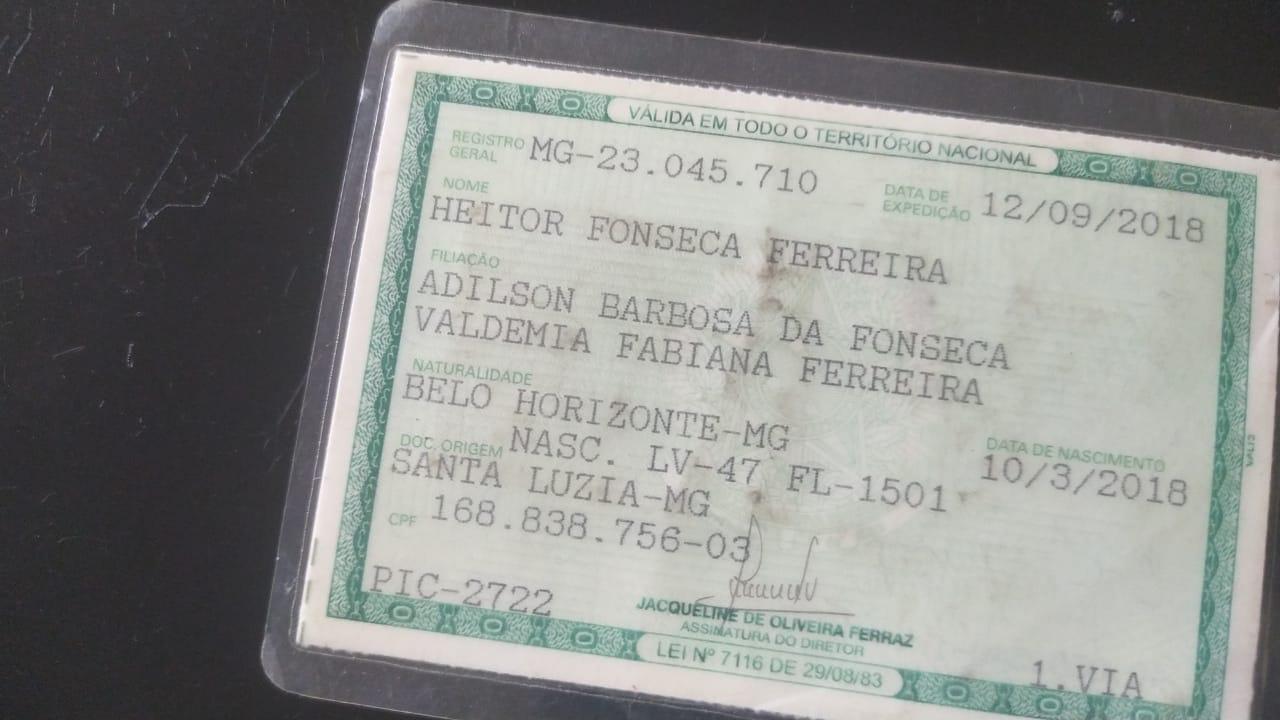 VÁLIDA EM TODO O TERRITÓRIO NACIONAL
REGISTRO GERAL MG-23.045.710 DATA DE EXPEDIÇÃO 12/09/2018
NOME
HEITOR FONSECA FERREIRA
FILIAÇÃO
ADILSON BARBOSA DA FONSECA
VALDEMIA FABIANA FERREIRA
NATURALIDADE
BELO HORIZONTE-MG
DATA DE NASCIMENTO
10/3/2018
DOC. ORIGEM NASC. LV-47 FL-1501
SANTA LUZIA-MG
CPF 168.838.756-03
PIC-2722
JACQUELINE DE OLIVEIRA FERRAZ
ASSINATURA DO DIRETOR
LEI Nº 7116 DE 29/08/83
1.VIA